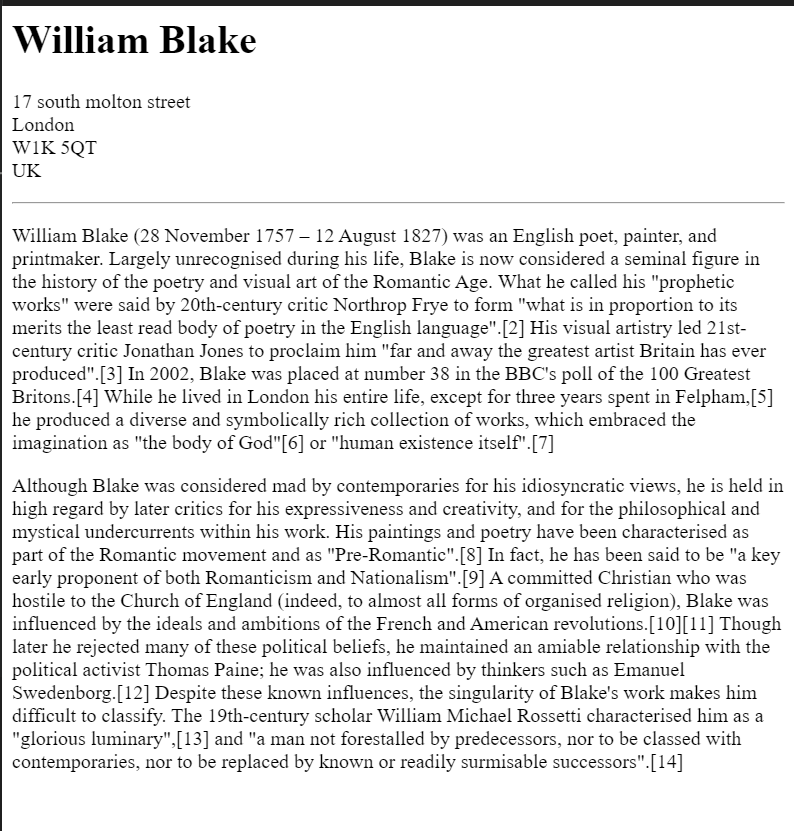 William Blake
17 south molton street
London
W1K 5QT
UK
William Blake (28 November 1757 – 12 August 1827) was an English poet, painter, and
printmaker. Largely unrecognised during his life, Blake is now considered a seminal figure in
the history of the poetry and visual art of the Romantic Age. What he called his "prophetic
works" were said by 20th-century critic Northrop Frye to form "what is in proportion to its
merits the least read body of poetry in the English language".[2] His visual artistry led 21st-
century critic Jonathan Jones to proclaim him "far and away the greatest artist Britain has ever
produced".[3] In 2002, Blake was placed at number 38 in the BBC's poll of the 100 Greatest
Britons.[4] While he lived in London his entire life, except for three years spent in Felpham,[5]
he produced a diverse and symbolically rich collection of works, which embraced the
imagination as "the body of God"[6] or "human existence itself".[7]
Although Blake was considered mad by contemporaries for his idiosyncratic views, he is held in
high regard by later critics for his expressiveness and creativity, and for the philosophical and
mystical undercurrents within his work. His paintings and poetry have been characterised as
part of the Romantic movement and as "Pre-Romantic".[8] In fact, he has been said to be "a key
early proponent of both Romanticism and Nationalism".[9] A committed Christian who was
hostile to the Church of England (indeed, to almost all forms of organised religion), Blake was
influenced by the ideals and ambitions of the French and American revolutions.[10][11] Though
later he rejected many of these political beliefs, he maintained an amiable relationship with the
political activist Thomas Paine; he was also influenced by thinkers such as Emanuel
Swedenborg.[12] Despite these known influences, the singularity of Blake's work makes him
difficult to classify. The 19th-century scholar William Michael Rossetti characterised him as a
"glorious luminary",[13] and "a man not forestalled by predecessors, nor to be classed with
contemporaries, nor to be replaced by known or readily surmisable successors".[14]